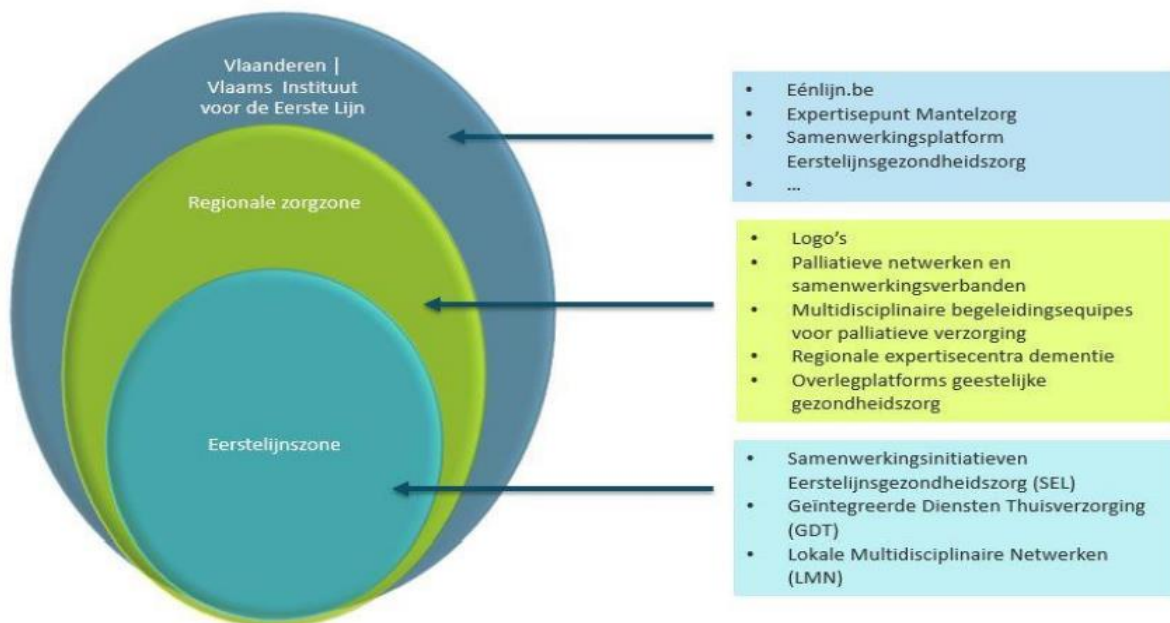 Vlaanderen |
Vlaams Instituut
voor de Eerste Lijn
Regionale zorgzone
Eerstelijnszone
• Eénlijn.be
• Expertisepunt Mantelzorg
• Samenwerkingsplatform
Eerstelijnsgezondheidszorg
• ...
• Logo's
• Palliatieve netwerken en
samenwerkingsverbanden
• Multidisciplinaire begeleidingsequipes
voor palliatieve verzorging
• Regionale expertisecentra dementie
• Overlegplatforms geestelijke
gezondheidszorg
• Samenwerkingsinitiatieven
Eerstelijnsgezondheidszorg (SEL)
• Geïntegreerde Diensten Thuisverzorging
(GDT)
• Lokale Multidisciplinaire Netwerken
(LMN)